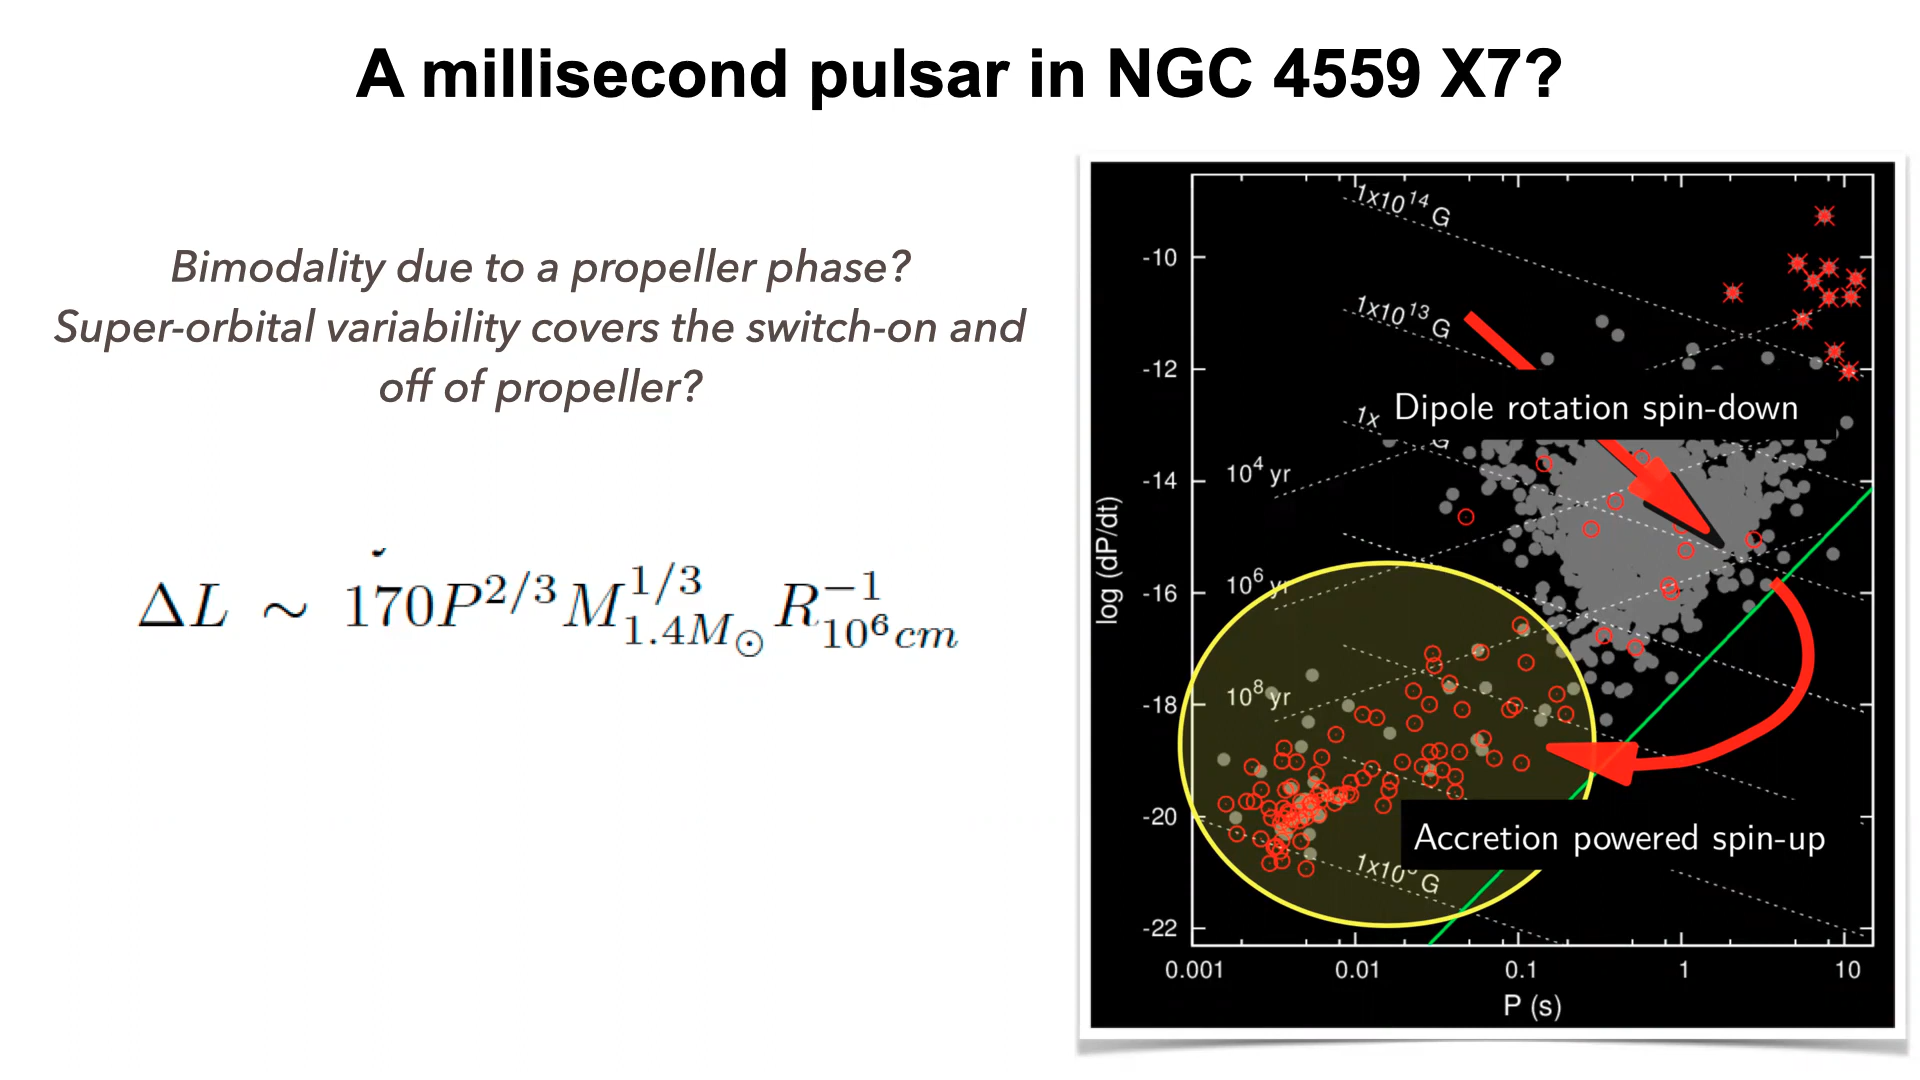 A millisecond pulsar in NGC 4559 X7?
Bimodality due to a propeller phase?
Super-orbital variability covers the switch-on and
off of propeller?
ΔL ∼ 170P^{2/3} M_{1.4M_⊙}^{1/3} R_{10^6 cm}^{-1}
1x10^14 G
1x10^13 G
1x G
Dipole rotation spin-down
10^4 yr
10^6 yr
10^8 yr
Accretion powered spin-up
G
-10
-12
-14
-16
-18
-20
-22
log (dP/dt)
0.001 0.01 0.1 1 10
P (s)